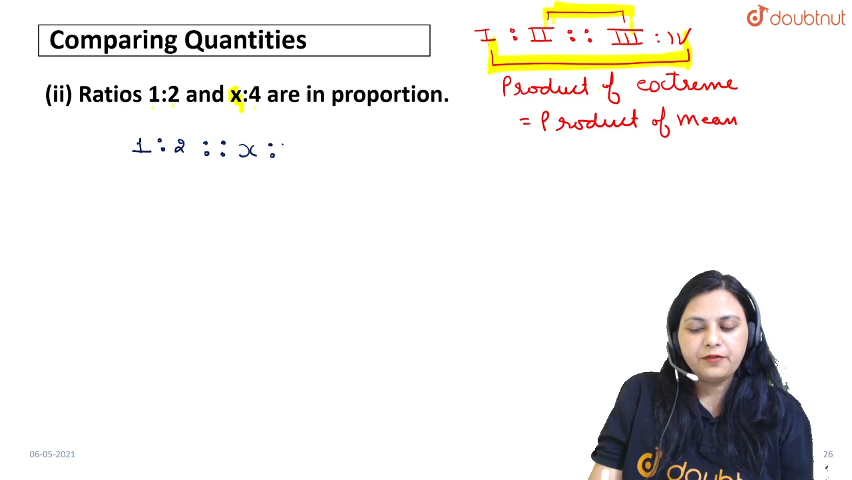 doubtnut
Comparing Quantities
I : II :: III : IV
(ii) Ratios 1:2 and x:4 are in proportion.
Product of extreme
= Product of mean
1:2 :: x :
06-05-2021
26
doubtnut